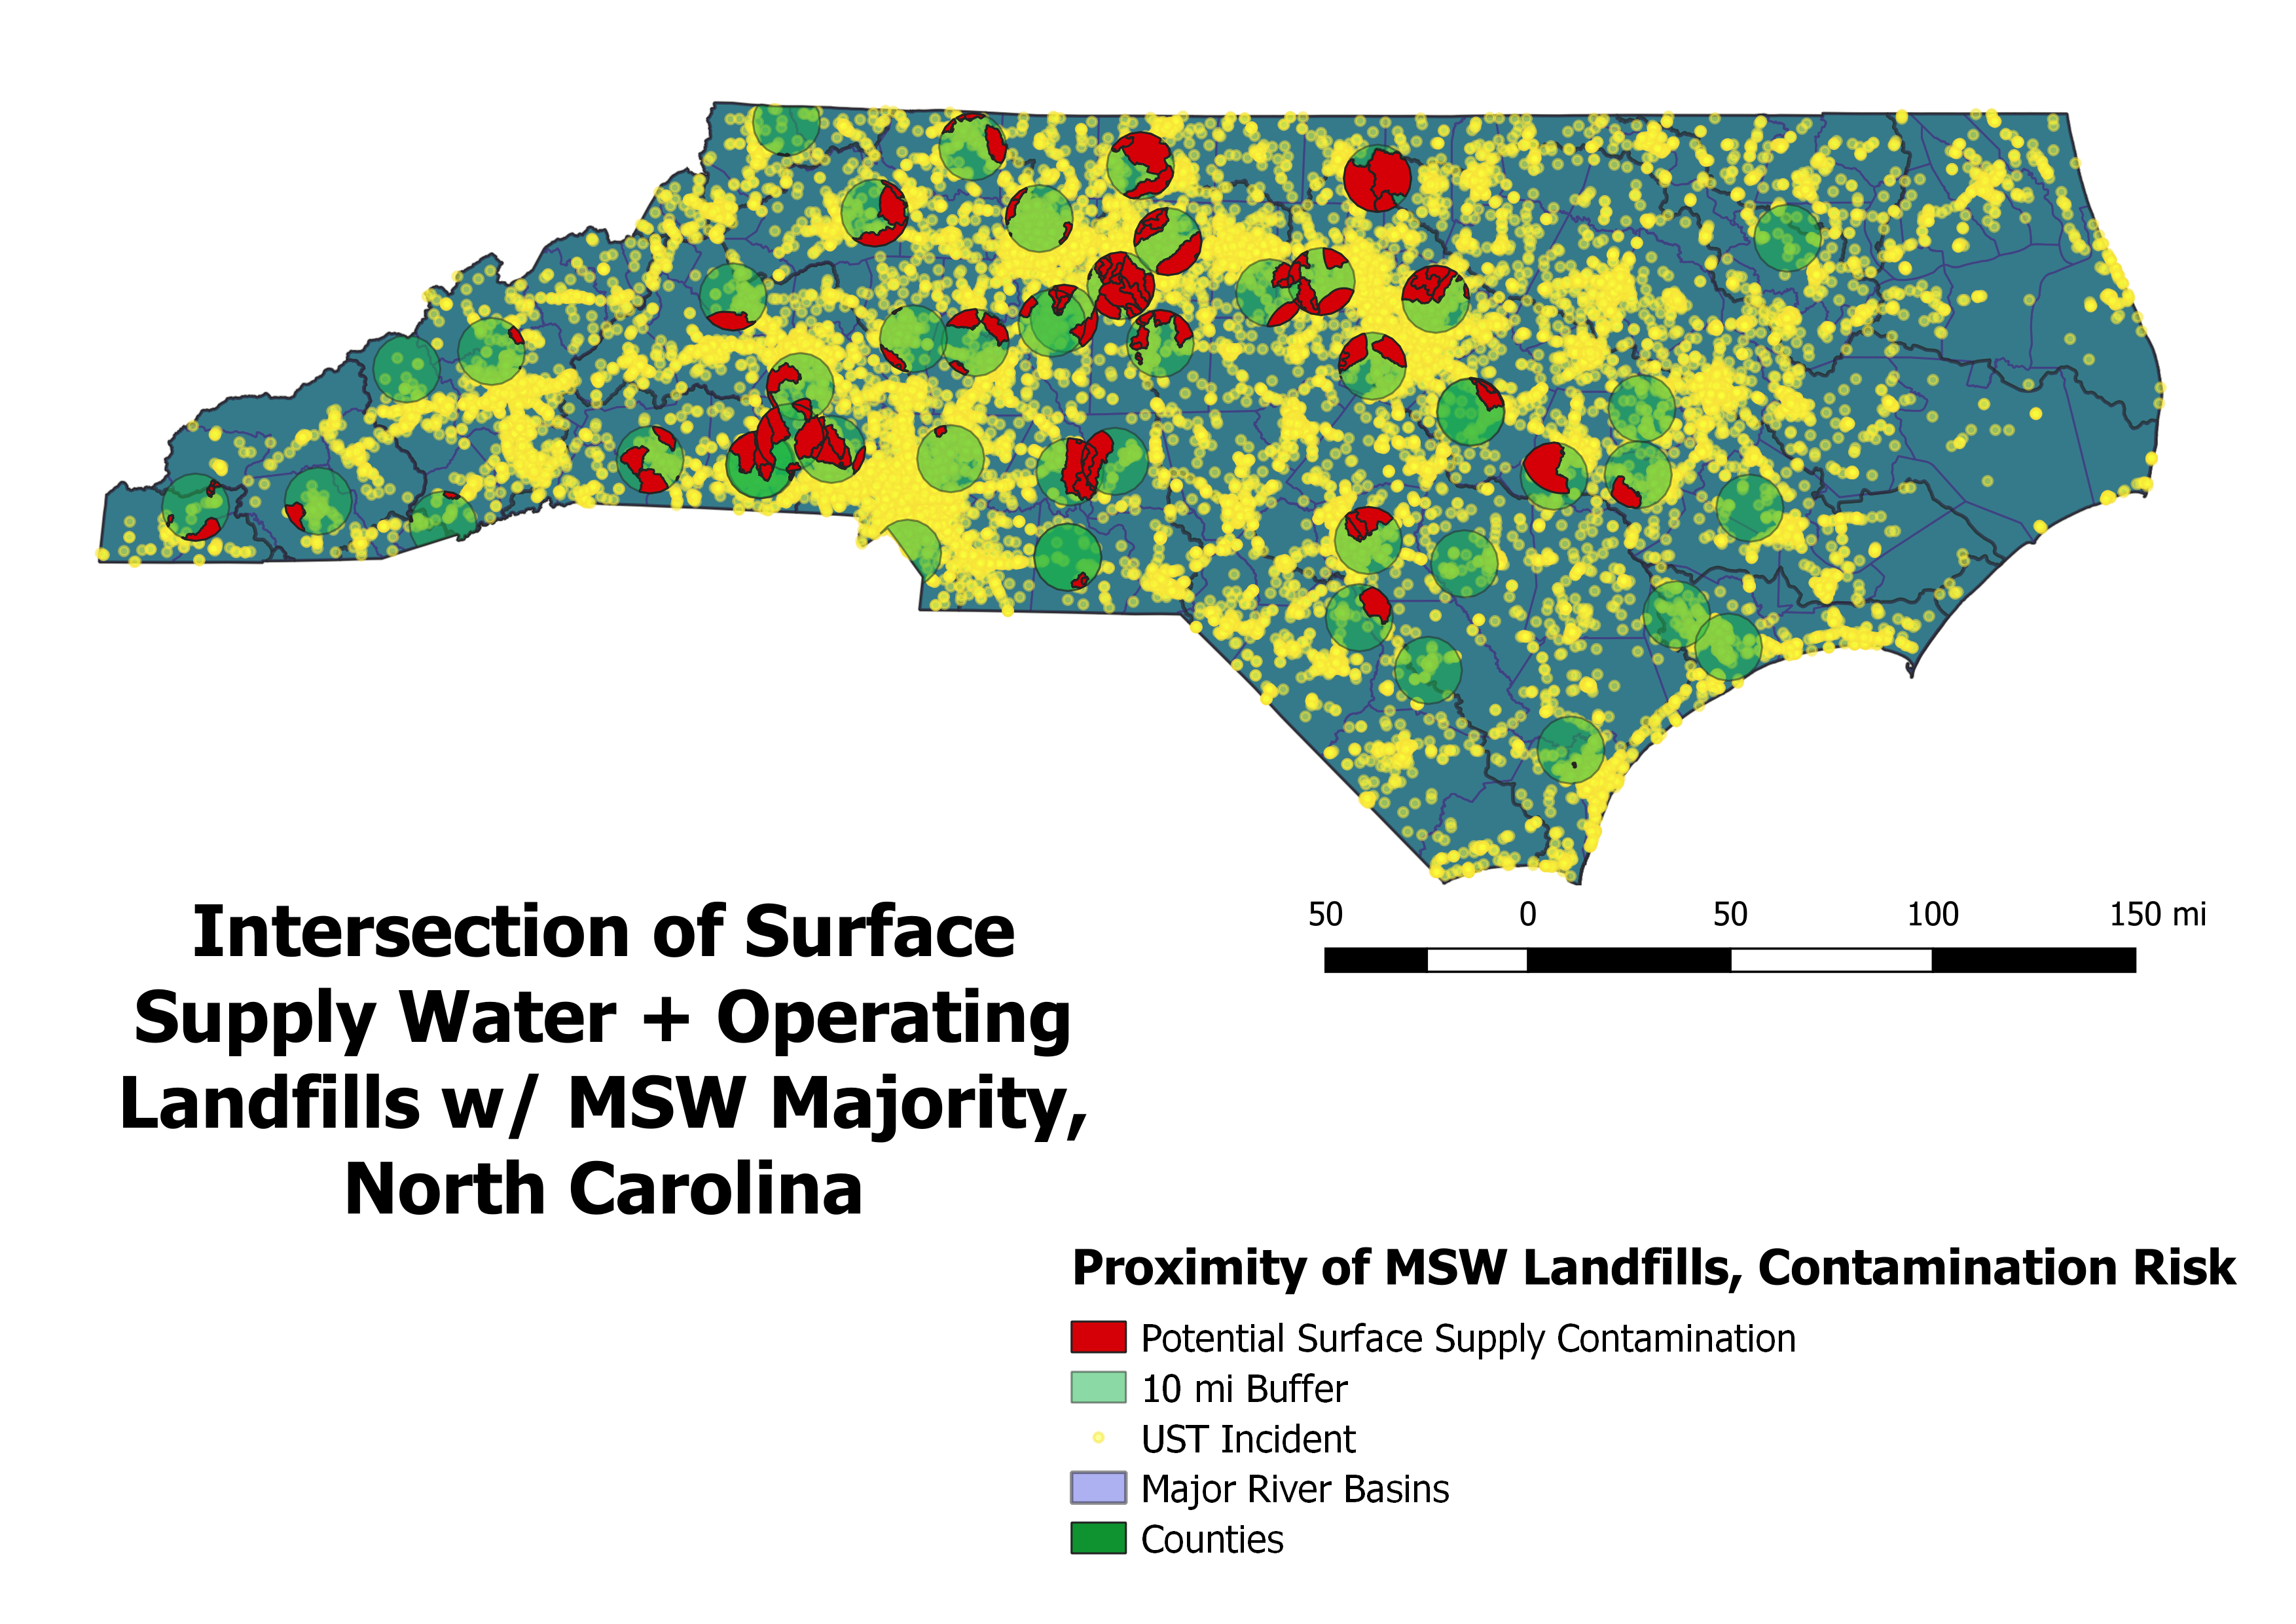 50 0 50 100 150 mi
Intersection of Surface
Supply Water + Operating
Landfills w/ MSW Majority,
North Carolina
Proximity of MSW Landfills, Contamination Risk
Potential Surface Supply Contamination
10 mi Buffer
UST Incident
Major River Basins
Counties